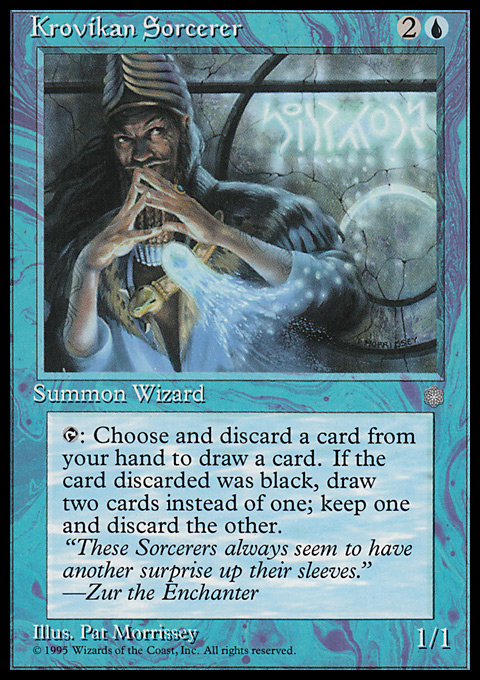 Krovikan Sorcerer 2
MORRISSEY
Summon Wizard
: Choose and discard a card from
your hand to draw a card. If the
card discarded was black, draw
two cards instead of one; keep one
and discard the other.
“These Sorcerers always seem to have
another surprise up their sleeves.”
—Zur the Enchanter
Illus. Pat Morrissey
1/1
© 1995 Wizards of the Coast, Inc. All rights reserved.